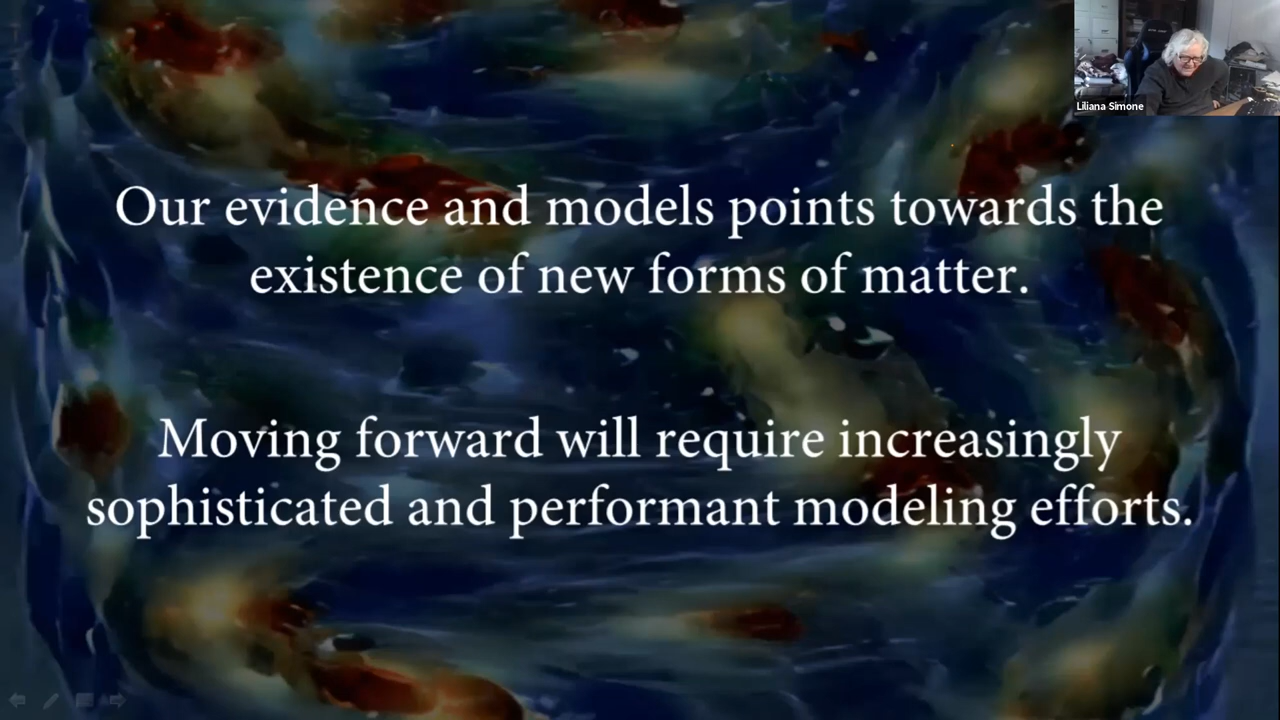 Liliana Simone
Our evidence and models points towards the
existence of new forms of matter.
Moving forward will require increasingly
sophisticated and performant modeling efforts.